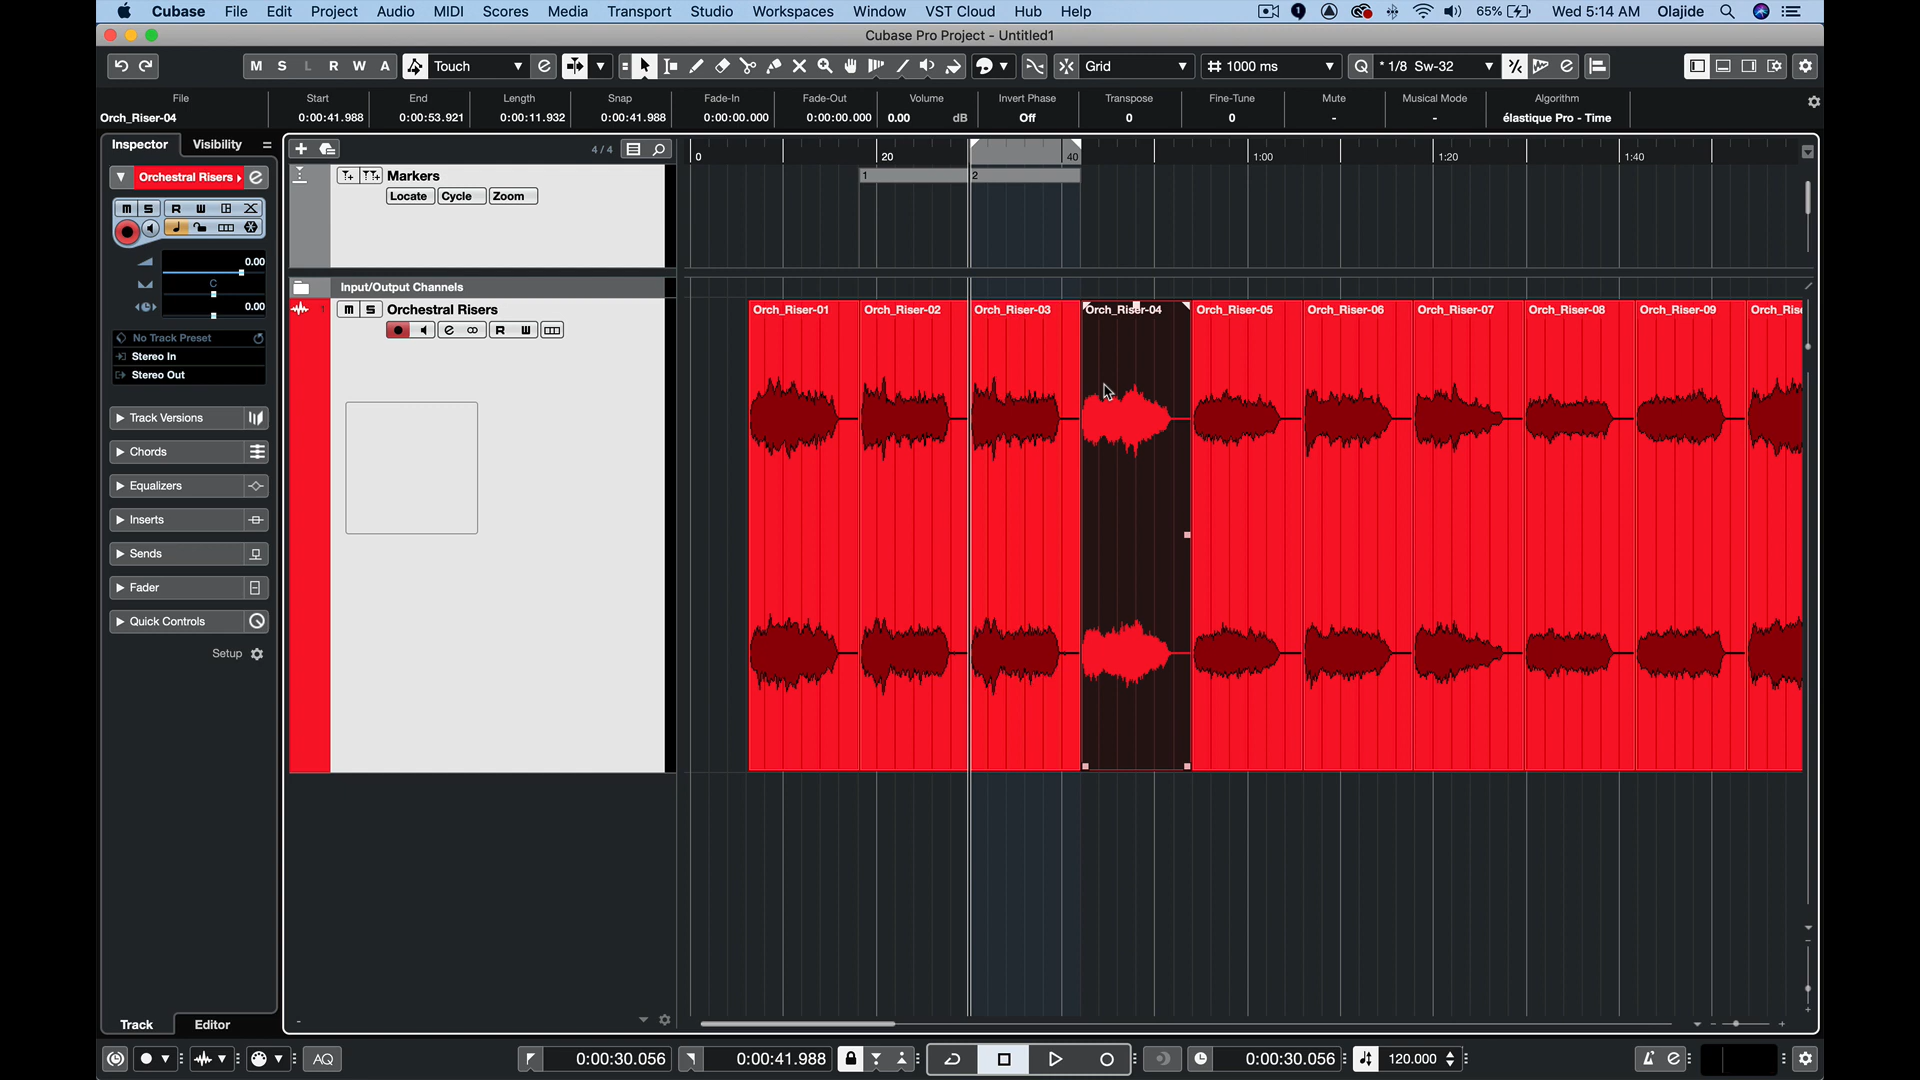 Cubase File Edit Project Audio MIDI Scores Media Transport Studio Workspaces Window VST Cloud Hub Help 65% Wed 5:14 AM Olajide
Cubase Pro Project - Untitled1
M S L R W A Touch Grid 1000 ms * 1/8 Sw-32
File Start End Length Snap Fade-In Fade-Out Volume Invert Phase Transpose Fine-Tune Mute Musical Mode Algorithm
Orch_Riser-04 0:00:41.988 0:00:53.921 0:00:11.932 0:00:41.988 0:00:00.000 0:00:00.000 0.00 dB Off 0 0 - - élastique Pro - Time
Inspector Visibility
4 / 4
0 20 40 1:00 1:20 1:40
Orchestral Risers
Markers
1 2
Locate Cycle Zoom
M S R W
0.00
C
0.00
Input/Output Channels
1 M S Orchestral Risers
R W
Orch_Riser-01 Orch_Riser-02 Orch_Riser-03 Orch_Riser-04 Orch_Riser-05 Orch_Riser-06 Orch_Riser-07 Orch_Riser-08 Orch_Riser-09 Orch_Rise
No Track Preset
Stereo In
Stereo Out
Track Versions
Chords
Equalizers
Inserts
Sends
Fader
Quick Controls
Setup
Track Editor
AQ 0:00:30.056 0:00:41.988 0:00:30.056 120.000